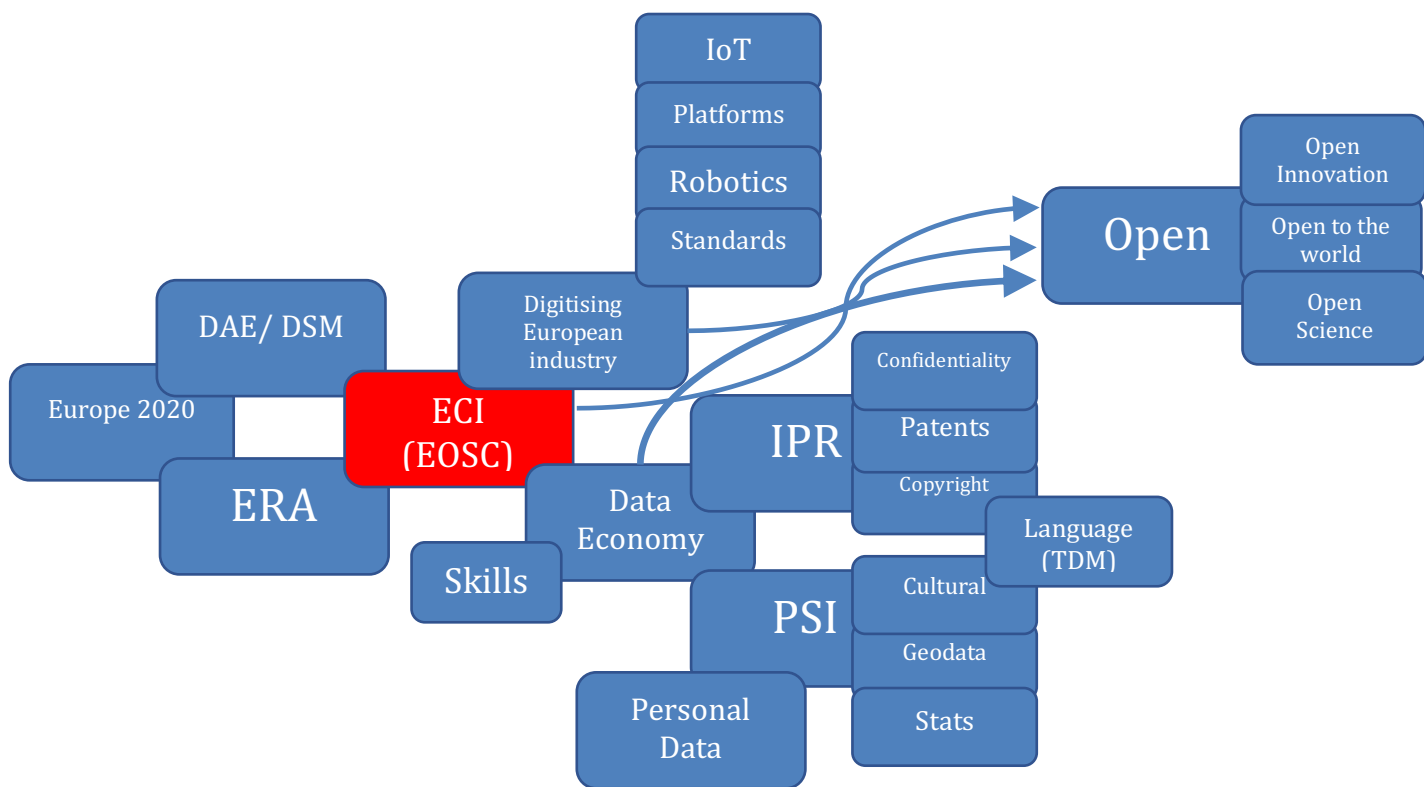 IoT
Platforms
Robotics
Standards
Open
Innovation
Open
Open to the
world
Open
Science
Digitising
European
industry
DAE/ DSM
Europe 2020
ECI
(EOSC)
ERA
Confidentiality
IPR
Patents
Copyright
Data
Economy
Language
(TDM)
Skills
Cultural
PSI
Geodata
Stats
Personal
Data